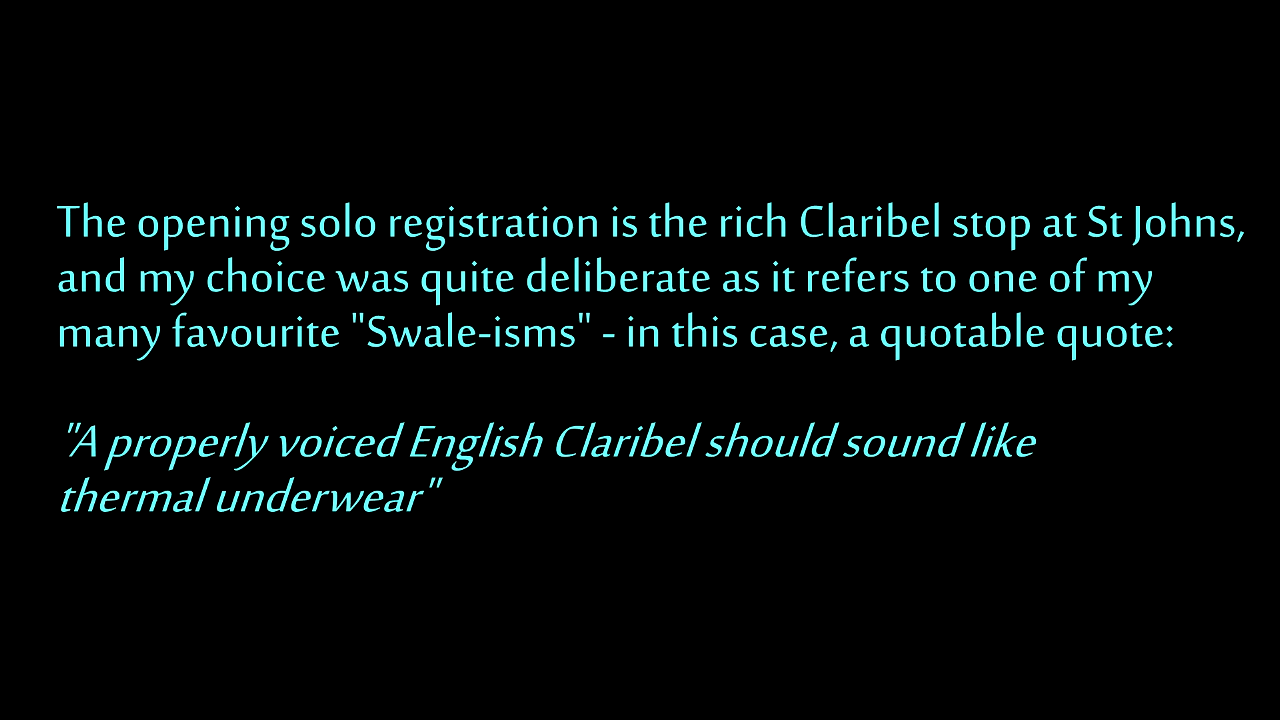 The opening solo registration is the rich Claribel stop at St Johns,
and my choice was quite deliberate as it refers to one of my
many favourite "Swale-isms" - in this case, a quotable quote:
"A properly voiced English Claribel should sound like
thermal underwear"